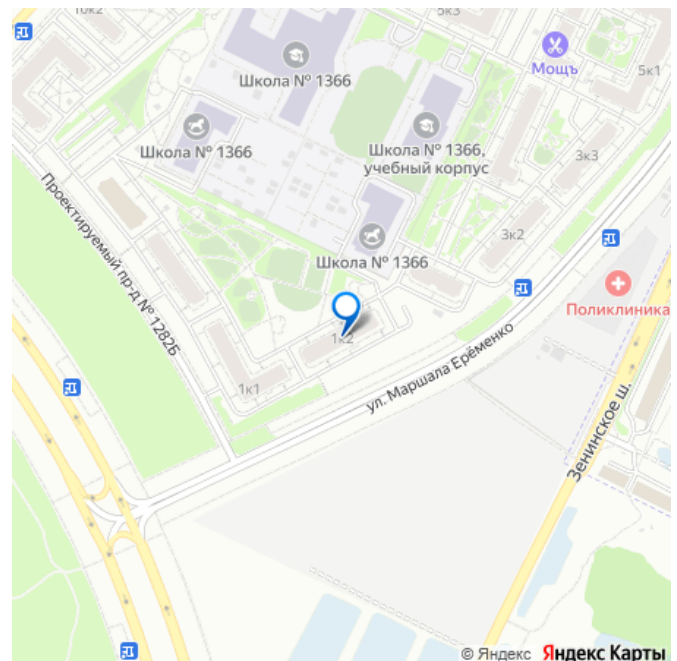 10к2
5к3
Школа № 1366
Мощъ
5к1
Школа № 1366
Школа № 1366,
учебный корпус
3к3
Проектируемый пр-д № 1282Б
3к2
Школа № 1366
Поликлиника
1к2
ул. Маршала Ерёменко
1к1
Зенинское ш.
© Яндекс Яндекс Карты